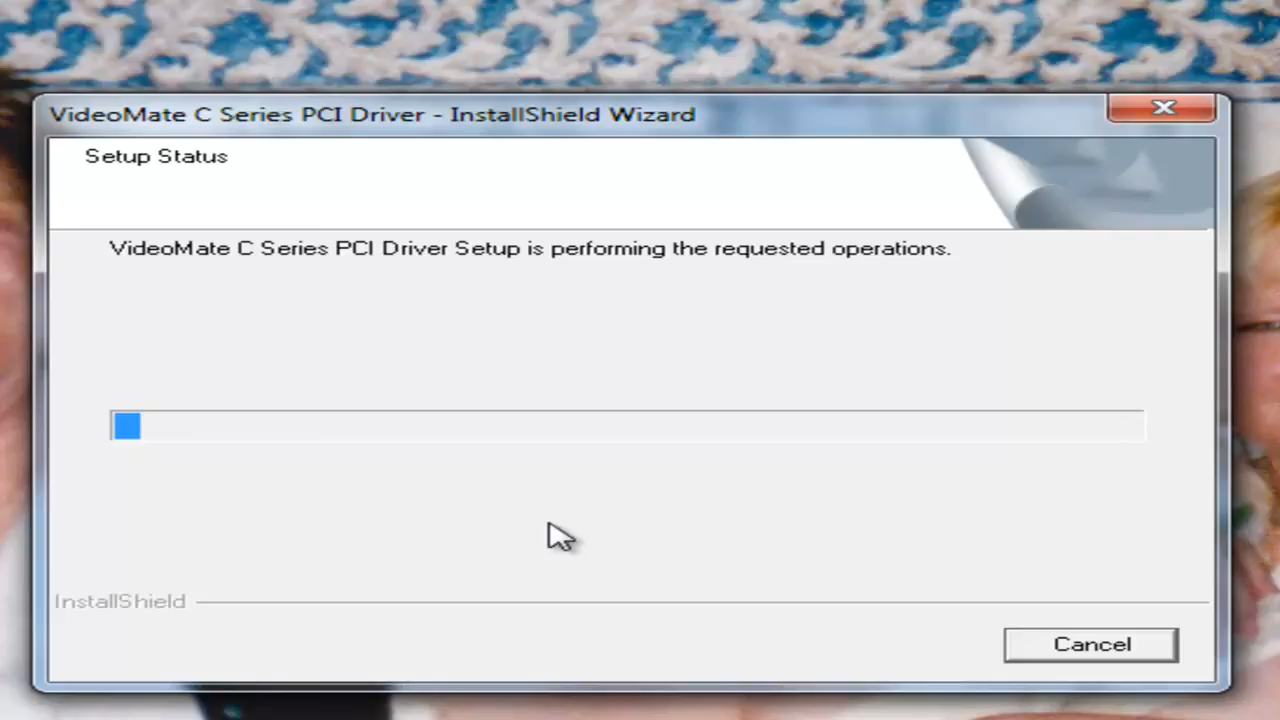 VideoMate C Series PCI Driver - InstallShield Wizard
Setup Status
VideoMate C Series PCI Driver Setup is performing the requested operations.
InstallShield
Cancel